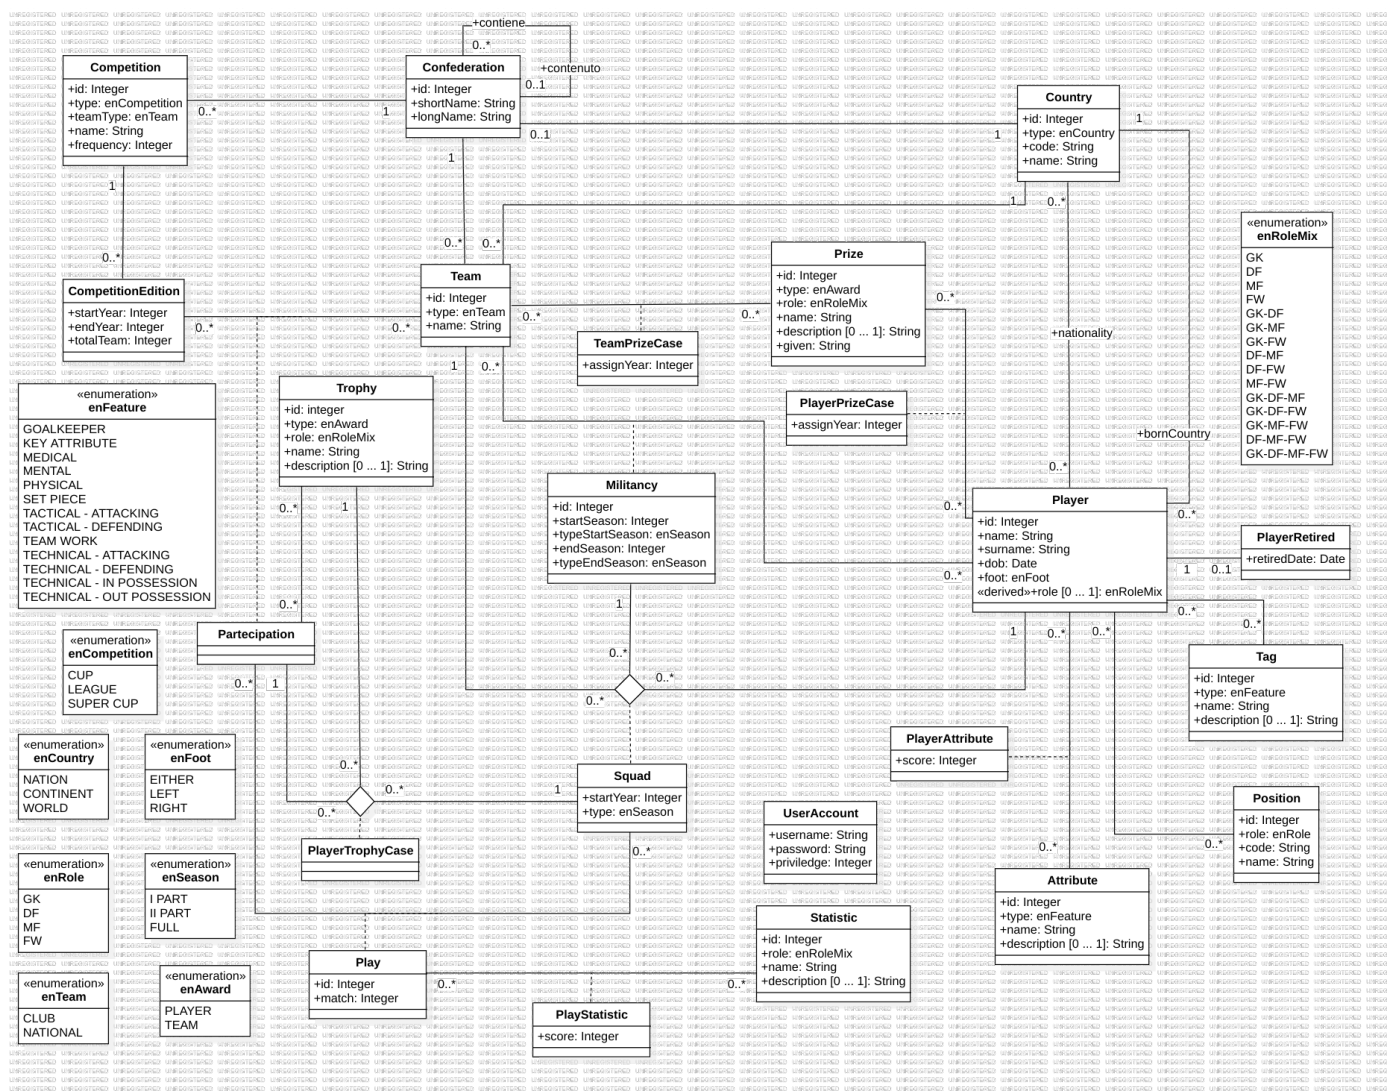 +contiene
0..*
+contenuto
0..1
Competition
+id: Integer
+type: enCompetition
+teamType: enTeam
+name: String
+frequency: Integer
0..*
1
Confederation
+id: Integer
+shortName: String
+longName: String
0..1
1
Country
+id: Integer
+type: enCountry
+code: String
+name: String
1
1
1
1
0..*
«enumeration»
enRoleMix
GK
DF
MF
FW
GK-DF
GK-MF
GK-FW
DF-MF
DF-FW
MF-FW
GK-DF-MF
GK-DF-FW
GK-MF-FW
DF-MF-FW
GK-DF-MF-FW
0..*
0..*
0..*
CompetitionEdition
+startYear: Integer
+endYear: Integer
+totalTeam: Integer
0..*
0..*
Team
+id: Integer
+type: enTeam
+name: String
0..*
0..*
Prize
+id: Integer
+type: enAward
+role: enRoleMix
+name: String
+description [0 ... 1]: String
+given: String
0..*
TeamPrizeCase
+assignYear: Integer
+nationality
1
0..*
«enumeration»
enFeature
GOALKEEPER
KEY ATTRIBUTE
MEDICAL
MENTAL
PHYSICAL
SET PIECE
TACTICAL - ATTACKING
TACTICAL - DEFENDING
TEAM WORK
TECHNICAL - ATTACKING
TECHNICAL - DEFENDING
TECHNICAL - IN POSSESSION
TECHNICAL - OUT POSSESSION
Trophy
+id: integer
+type: enAward
+role: enRoleMix
+name: String
+description [0 ... 1]: String
0..*
1
PlayerPrizeCase
+assignYear: Integer
+bornCountry
0..*
Militancy
+id: Integer
+startSeason: Integer
+typeStartSeason: enSeason
+endSeason: Integer
+typeEndSeason: enSeason
0..*
0..*
0..*
Player
+id: Integer
+name: String
+surname: String
+dob: Date
+foot: enFoot
«derived»+role [0 ... 1]: enRoleMix
PlayerRetired
+retiredDate: Date
1
0..1
0..*
0..*
0..*
Partecipation
0..*
1
1
0..*
0..*
0..*
1
0..*
0..*
Tag
+id: Integer
+type: enFeature
+name: String
+description [0 ... 1]: String
«enumeration»
enCompetition
CUP
LEAGUE
SUPER CUP
«enumeration»
enCountry
NATION
CONTINENT
WORLD
«enumeration»
enFoot
EITHER
LEFT
RIGHT
0..*
0..*
0..*
1
Squad
+startYear: Integer
+type: enSeason
0..*
PlayerAttribute
+score: Integer
UserAccount
+username: String
+password: String
+priviledge: Integer
Position
+id: Integer
+role: enRole
+code: String
+name: String
0..*
0..*
PlayerTrophyCase
«enumeration»
enRole
GK
DF
MF
FW
«enumeration»
enSeason
I PART
II PART
FULL
Attribute
+id: Integer
+type: enFeature
+name: String
+description [0 ... 1]: String
Statistic
+id: Integer
+role: enRoleMix
+name: String
+description [0 ... 1]: String
Play
+id: Integer
+match: Integer
0..*
0..*
«enumeration»
enTeam
CLUB
NATIONAL
«enumeration»
enAward
PLAYER
TEAM
PlayStatistic
+score: Integer